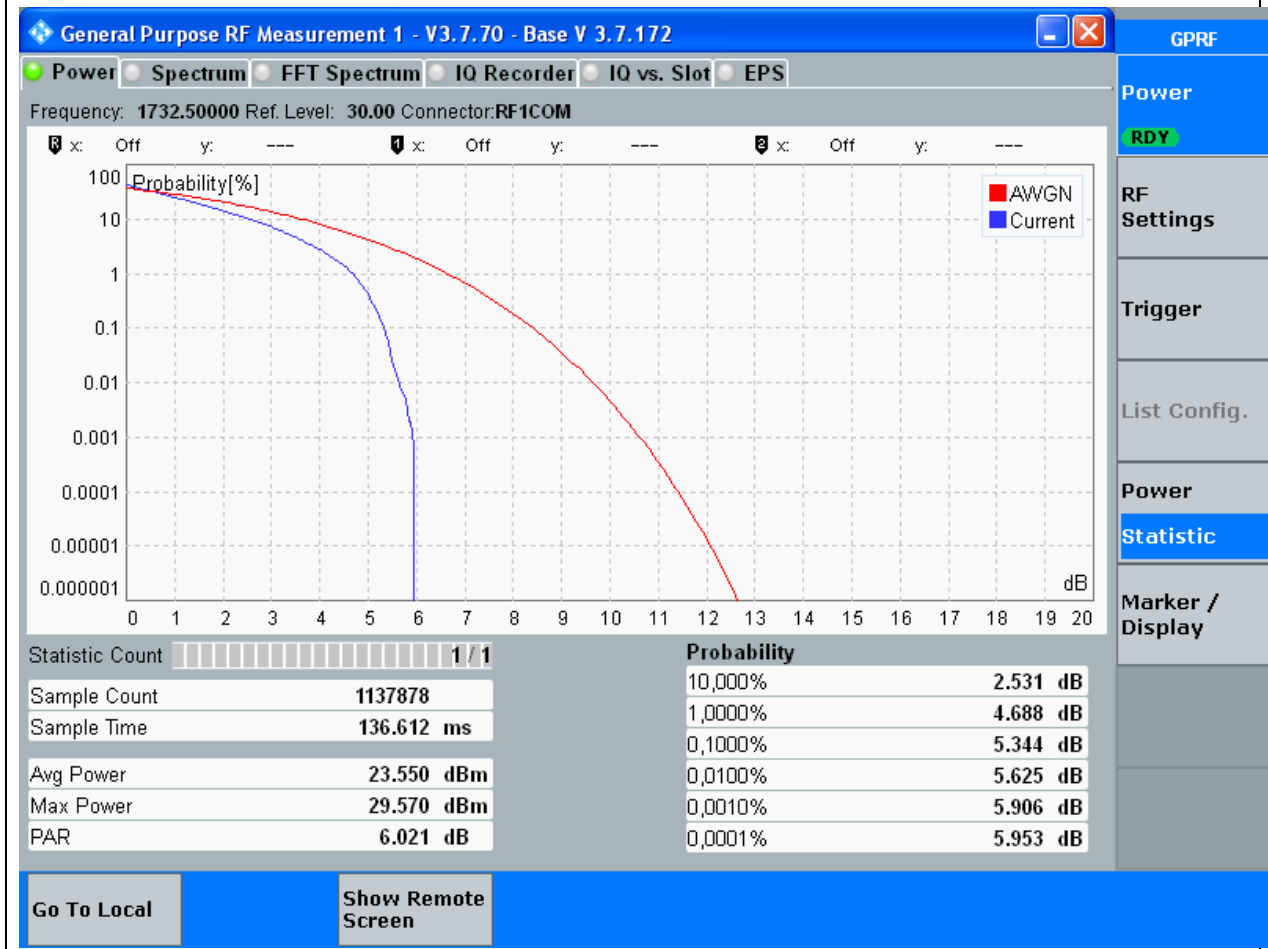 General Purpose RF Measurement 1 - V3.7.70 - Base V 3.7.172
GPRF
Power Spectrum FFT Spectrum IQ Recorder IQ vs. Slot EPS
Power
RDY
Frequency: 1732.50000 Ref. Level: 30.00 Connector:RF1COM
R x: Off y: --- 1 x: Off y: --- 2 x: Off y: ---
Probability[%]
AWGN
Current
100
10
1
0.1
0.01
0.001
0.0001
0.00001
0.000001
dB
0 1 2 3 4 5 6 7 8 9 10 11 12 13 14 15 16 17 18 19 20
RF
Settings
Trigger
List Config.
Power
Statistic
Marker /
Display
Statistic Count 1 / 1
Sample Count 1137878
Sample Time 136.612 ms
Avg Power 23.550 dBm
Max Power 29.570 dBm
PAR 6.021 dB
Probability
10,000% 2.531 dB
1,0000% 4.688 dB
0,1000% 5.344 dB
0,0100% 5.625 dB
0,0010% 5.906 dB
0,0001% 5.953 dB
Go To Local
Show Remote
Screen